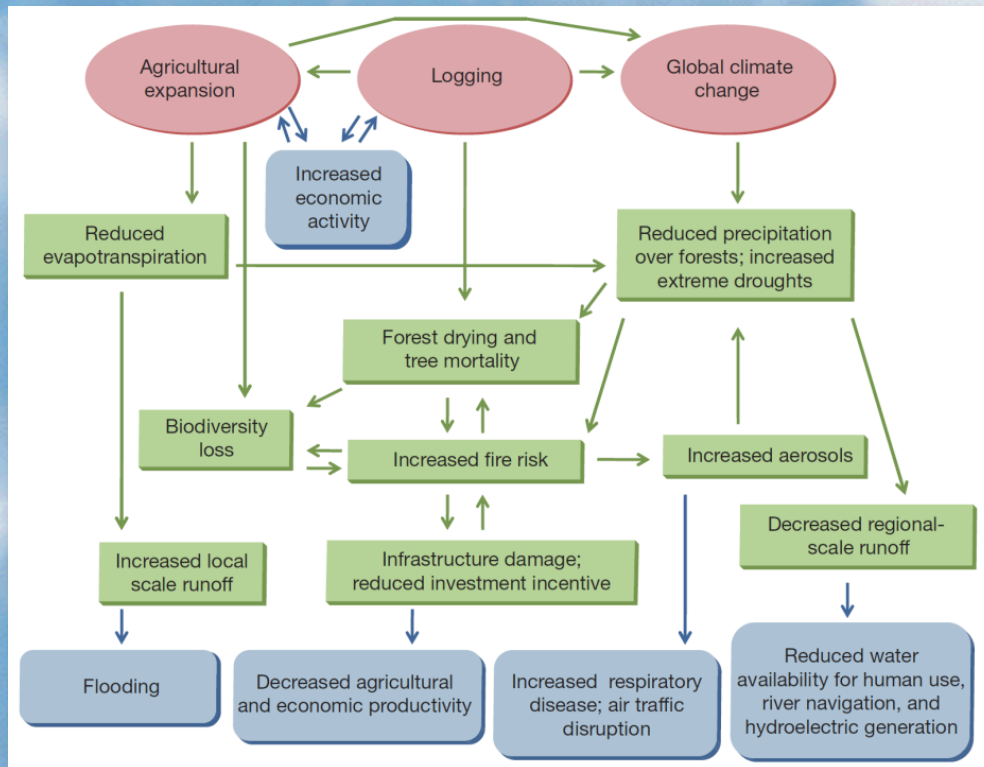 Agricultural
expansion
Logging
Global climate
change
Increased
economic
activity
Reduced
evapotranspiration
Reduced precipitation
over forests; increased
extreme droughts
Forest drying and
tree mortality
Biodiversity
loss
Increased fire risk
Increased aerosols
Decreased regional-
scale runoff
Increased local
scale runoff
Infrastructure damage;
reduced investment incentive
Flooding
Decreased agricultural
and economic productivity
Increased respiratory
disease; air traffic
disruption
Reduced water
availability for human use,
river navigation, and
hydroelectric generation